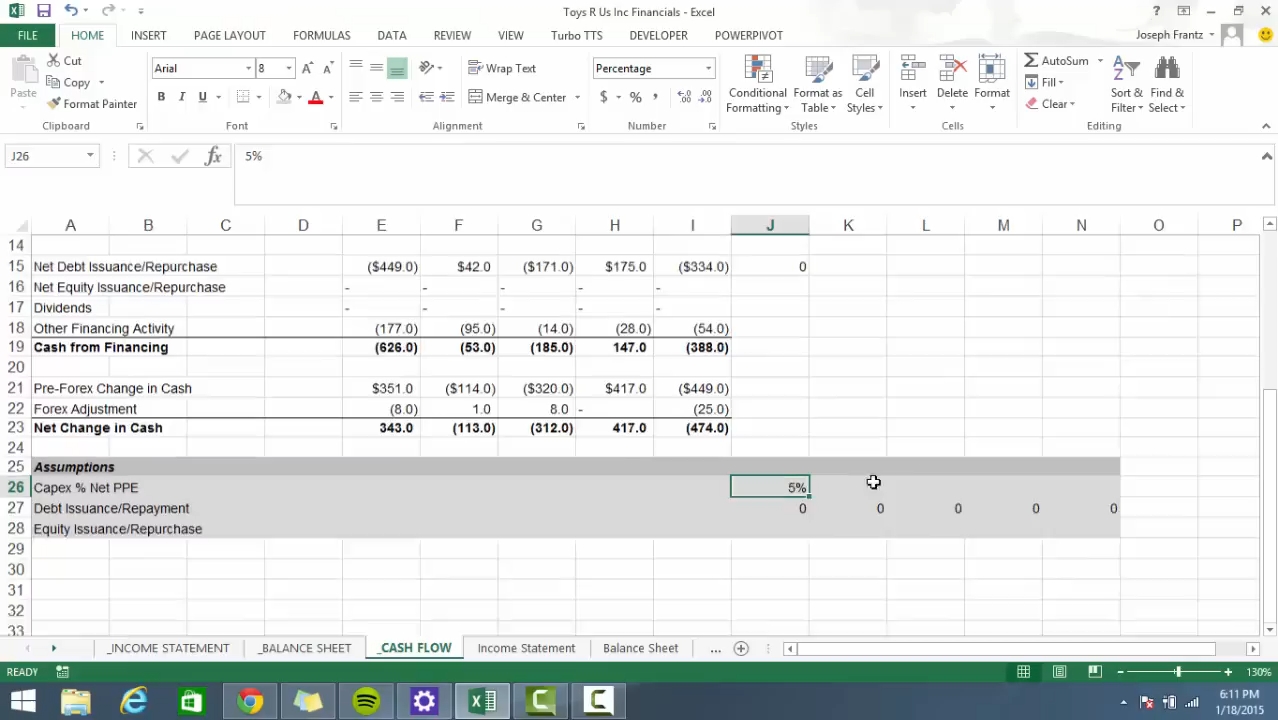 Toys R Us Inc Financials - Excel
FILE HOME INSERT PAGE LAYOUT FORMULAS DATA REVIEW VIEW Turbo TTS DEVELOPER POWERPIVOT Joseph Frantz
Cut
Copy
Format Painter
Paste
Clipboard
Arial 8
B I U
Font
Wrap Text
Merge & Center
Alignment
Percentage
$ % ,
Number
Conditional Formatting
Format as Table
Cell Styles
Styles
Insert Delete Format
Cells
AutoSum
Fill
Clear
Sort & Filter
Find & Select
Editing
J26 fx 5%
A B C D E F G H I J K L M N O P
14
15 Net Debt Issuance/Repurchase ($449.0) $42.0 ($171.0) $175.0 ($334.0) 0
16 Net Equity Issuance/Repurchase - - - - -
17 Dividends - - - - -
18 Other Financing Activity (177.0) (95.0) (14.0) (28.0) (54.0)
19 Cash from Financing (626.0) (53.0) (185.0) 147.0 (388.0)
20
21 Pre-Forex Change in Cash $351.0 ($114.0) ($320.0) $417.0 ($449.0)
22 Forex Adjustment (8.0) 1.0 8.0 - (25.0)
23 Net Change in Cash 343.0 (113.0) (312.0) 417.0 (474.0)
24
25 Assumptions
26 Capex % Net PPE 5%
27 Debt Issuance/Repayment 0 0 0 0 0
28 Equity Issuance/Repurchase
29
30
31
32
33
_INCOME STATEMENT _BALANCE SHEET _CASH FLOW Income Statement Balance Sheet ...
READY 130%
6:11 PM
1/18/2015